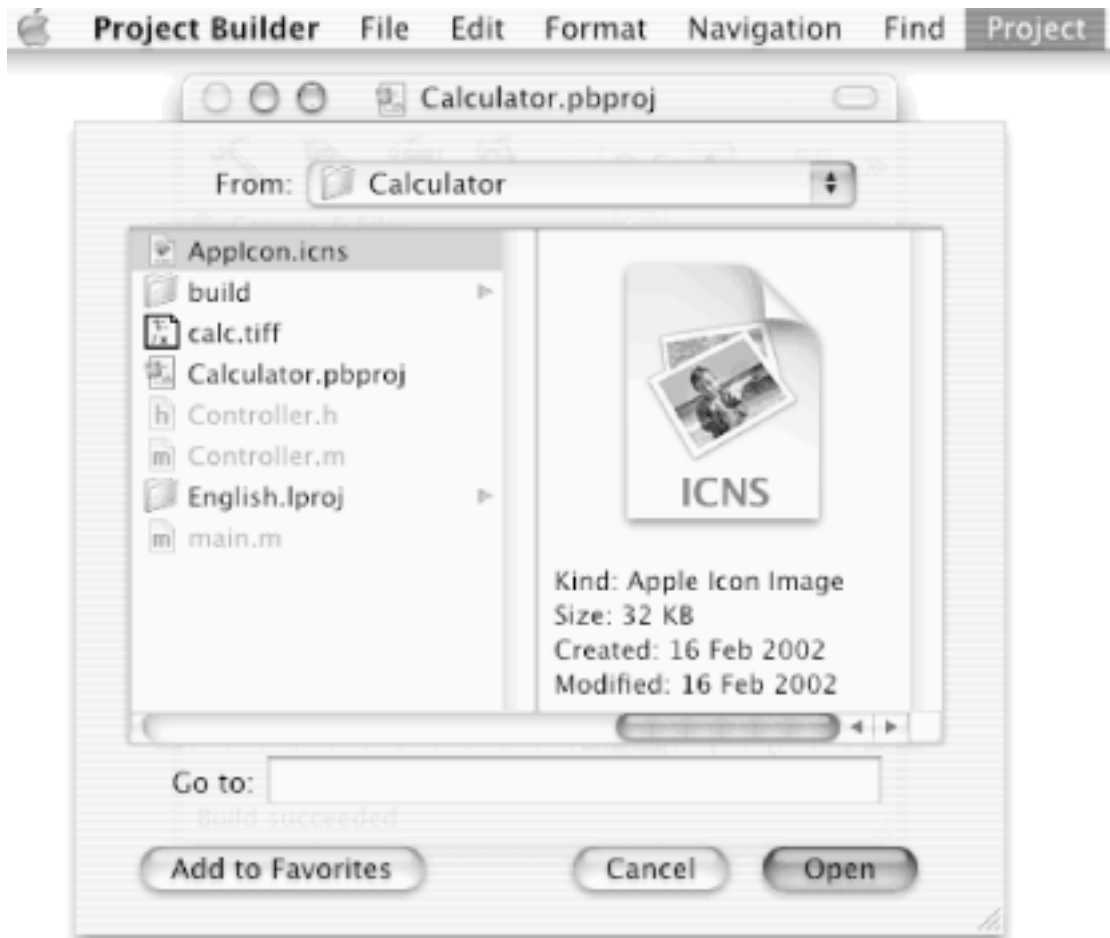 Project Builder File Edit Format Navigation Find Project
Calculator.pbproj
From: Calculator
Groups & Files
AppIcon.icns
build
calc.tiff
Calculator.pbproj
h Controller.h
m Controller.m
English.lproj
m main.m
ICNS
Kind: Apple Icon Image
Size: 32 KB
Created: 16 Feb 2002
Modified: 16 Feb 2002
Go to:
Build succeeded
Add to Favorites Cancel Open